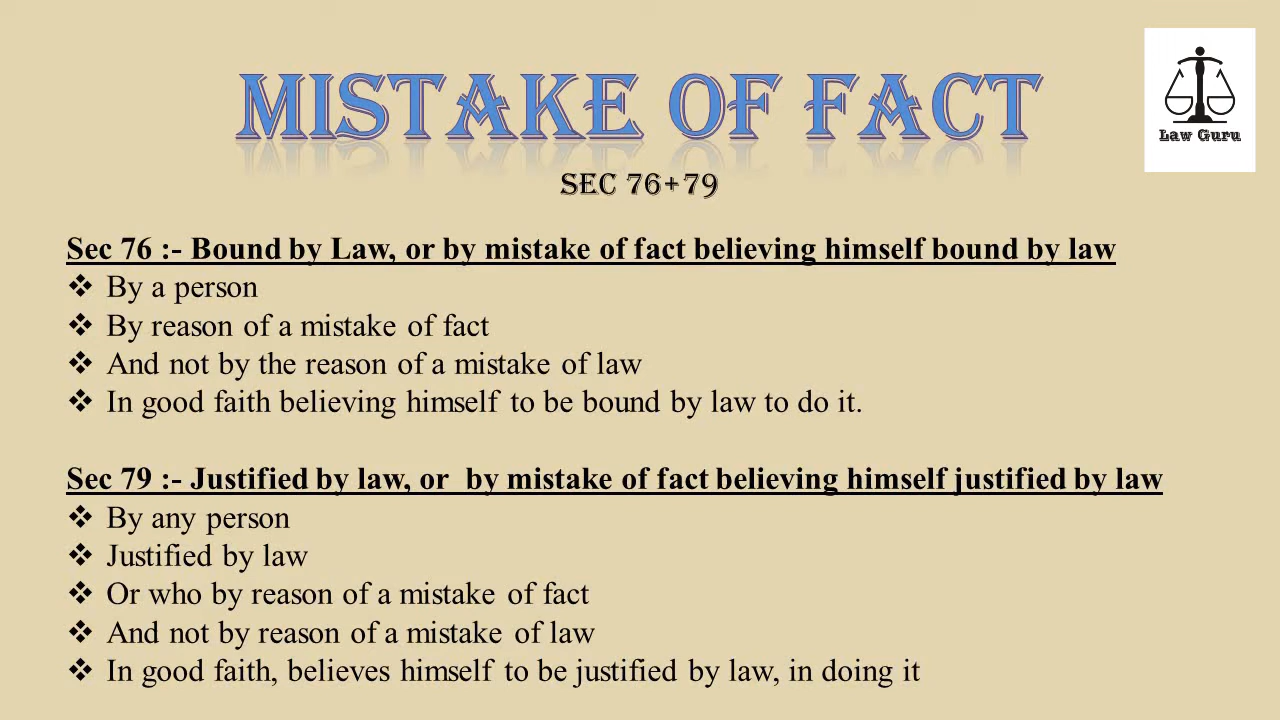 MISTAKE OF FACT
Law Guru
SEC 76+79
Sec 76 :- Bound by Law, or by mistake of fact believing himself bound by law
❖ By a person
❖ By reason of a mistake of fact
❖ And not by the reason of a mistake of law
❖ In good faith believing himself to be bound by law to do it.
Sec 79 :- Justified by law, or  by mistake of fact believing himself justified by law
❖ By any person
❖ Justified by law
❖ Or who by reason of a mistake of fact
❖ And not by reason of a mistake of law
❖ In good faith, believes himself to be justified by law, in doing it